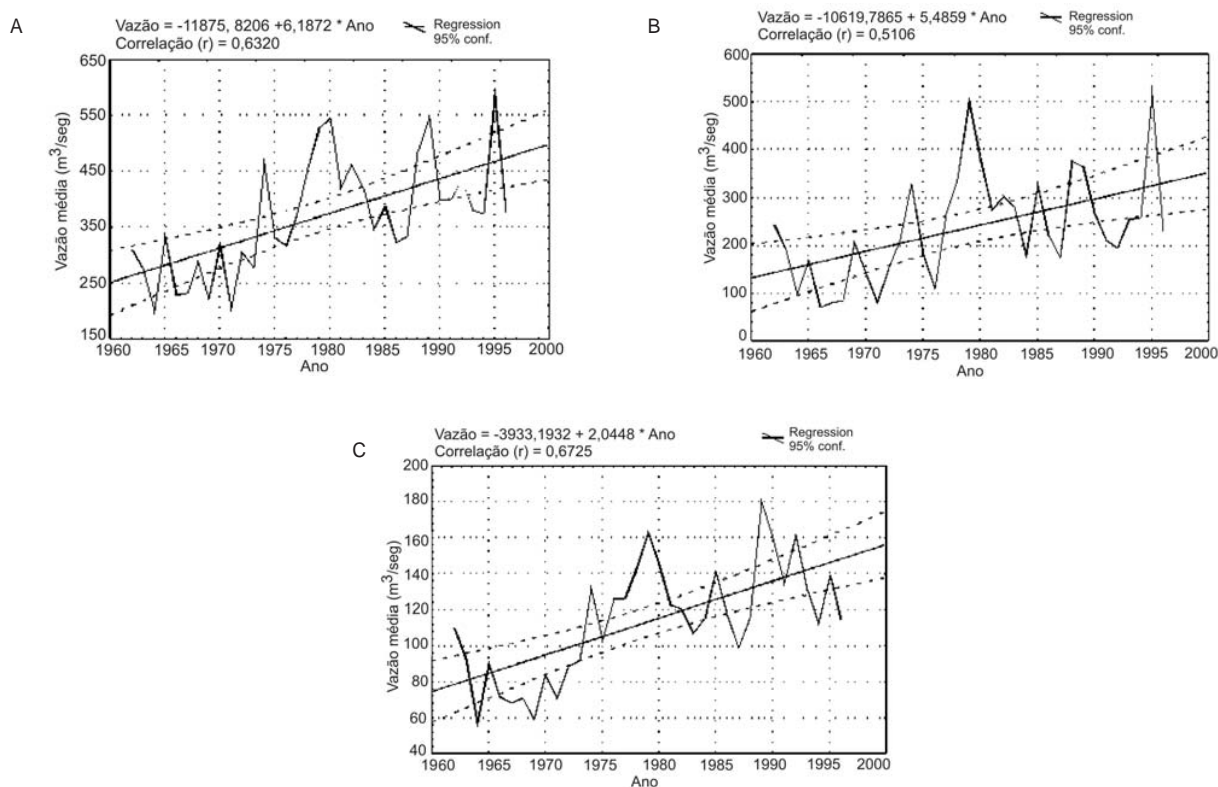 A
Vazão = -11875, 8206 +6,1872 * Ano
Correlação (r) = 0,6320
Regression
95% conf.
Vazão média (m³/seg)
650
550
450
350
250
150
1960 1965 1970 1975 1980 1985 1990 1995 2000
Ano
B
Vazão = -10619,7865 + 5,4859 * Ano
Correlação (r) = 0,5106
Regression
95% conf.
Vazão média (m³/seg)
600
500
400
300
200
100
0
1960 1965 1970 1975 1980 1985 1990 1995 2000
Ano
C
Vazão = -3933,1932 + 2,0448 * Ano
Correlação (r) = 0,6725
Regression
95% conf.
Vazão média (m³/seg)
200
180
160
140
120
100
80
60
40
1960 1965 1970 1975 1980 1985 1990 1995 2000
Ano